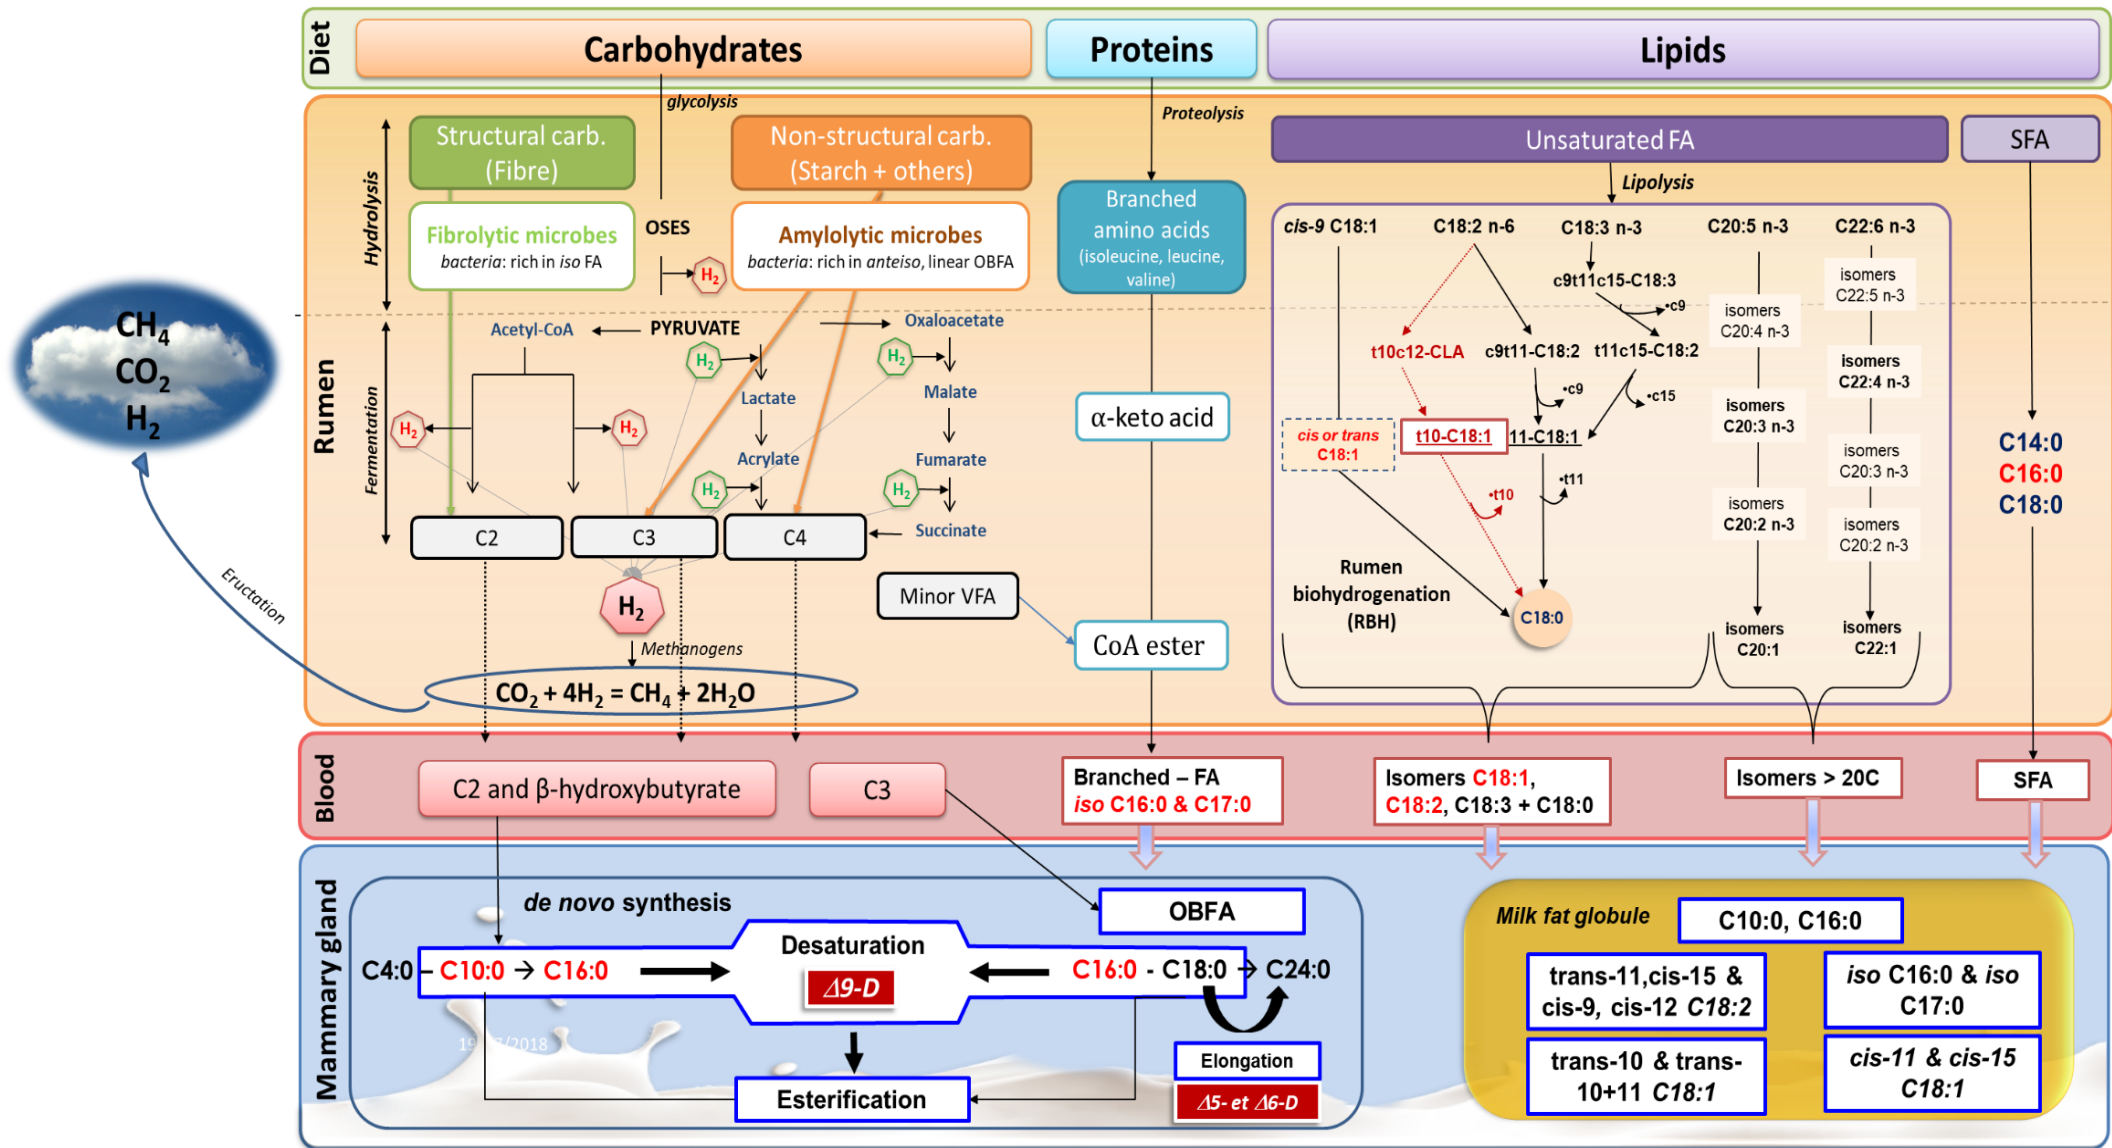 Diet
Carbohydrates
Proteins
Lipids
Rumen
Hydrolysis
Fermentation
glycolysis
Structural carb.
(Fibre)
Non-structural carb.
(Starch + others)
Fibrolytic microbes
bacteria: rich in iso FA
OSES
Amylolytic microbes
bacteria: rich in anteiso, linear OBFA
H2
Acetyl-CoA
PYRUVATE
Oxaloacetate
H2
H2
Lactate
Malate
H2
H2
Acrylate
Fumarate
H2
H2
Succinate
C2
C3
C4
H2
Minor VFA
Methanogens
CO2 + 4H2 = CH4 + 2H2O
CH4
CO2
H2
Eructation
Proteolysis
Branched
amino acids
(isoleucine, leucine,
valine)
α-keto acid
CoA ester
Unsaturated FA
SFA
Lipolysis
cis-9 C18:1
C18:2 n-6
C18:3 n-3
C20:5 n-3
C22:6 n-3
c9t11c15-C18:3
•c9
t10c12-CLA
c9t11-C18:2
t11c15-C18:2
•c9
•c15
cis or trans
C18:1
t10-C18:1
11-C18:1
•t10
•t11
Rumen
biohydrogenation
(RBH)
C18:0
isomers
C20:4 n-3
isomers
C20:3 n-3
isomers
C20:2 n-3
isomers
C20:1
isomers
C22:5 n-3
isomers
C22:4 n-3
isomers
C20:3 n-3
isomers
C20:2 n-3
isomers
C22:1
C14:0
C16:0
C18:0
Blood
C2 and β-hydroxybutyrate
C3
Branched – FA
iso C16:0 & C17:0
Isomers C18:1,
C18:2, C18:3 + C18:0
Isomers > 20C
SFA
Mammary gland
de novo synthesis
OBFA
Desaturation
Δ9-D
C4:0 – C10:0 → C16:0
C16:0 - C18:0 → C24:0
Elongation
Δ5- et Δ6-D
Esterification
Milk fat globule
C10:0, C16:0
trans-11,cis-15 &
cis-9, cis-12 C18:2
iso C16:0 & iso
C17:0
trans-10 & trans-
10+11 C18:1
cis-11 & cis-15
C18:1